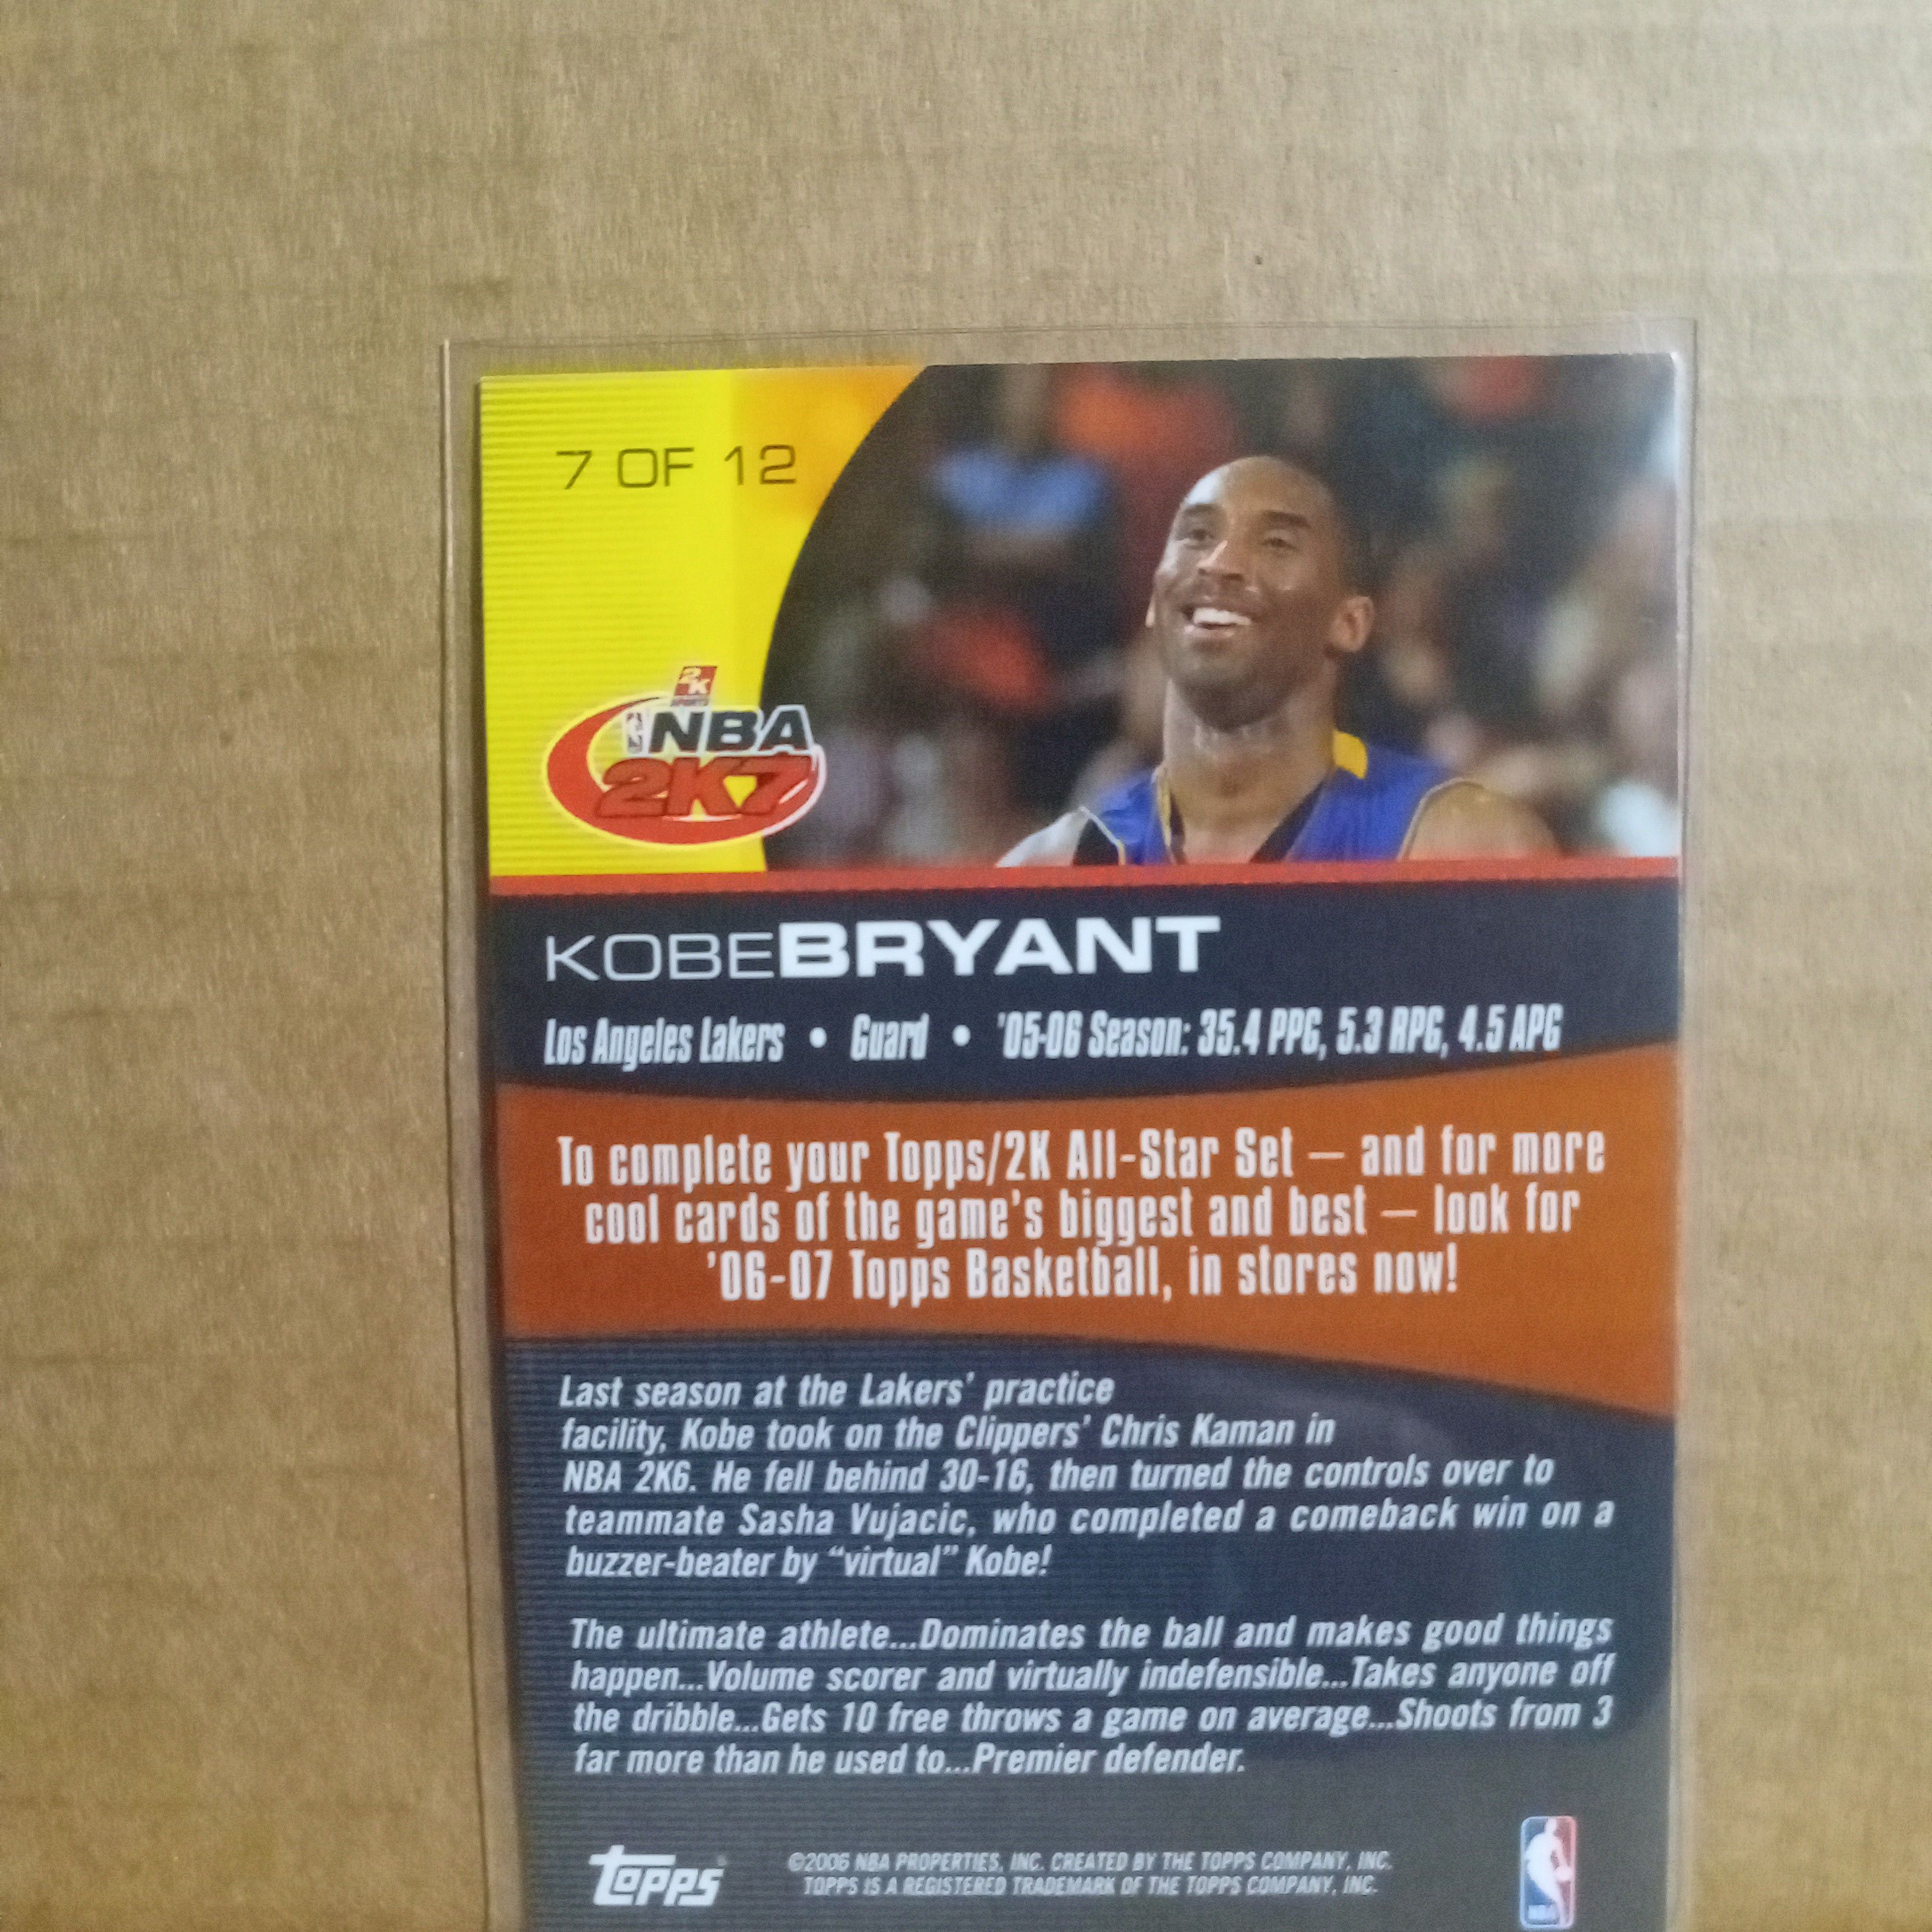 7 OF 12
2K
SPORTS
NBA
2K7
KOBEBRYANT
Los Angeles Lakers • Guard • '05-06 Season: 35.4 PPG, 5.3 RPG, 4.5 APG
To complete your Topps/2K All-Star Set — and for more
cool cards of the game's biggest and best — look for
'06-07 Topps Basketball, in stores now!
Last season at the Lakers' practice
facility, Kobe took on the Clippers' Chris Kaman in
NBA 2K6. He fell behind 30-16, then turned the controls over to
teammate Sasha Vujacic, who completed a comeback win on a
buzzer-beater by “virtual” Kobe!
The ultimate athlete...Dominates the ball and makes good things
happen...Volume scorer and virtually indefensible...Takes anyone off
the dribble...Gets 10 free throws a game on average...Shoots from 3
far more than he used to...Premier defender.
Topps
©2006 NBA PROPERTIES, INC. CREATED BY THE TOPPS COMPANY, INC.
TOPPS IS A REGISTERED TRADEMARK OF THE TOPPS COMPANY, INC.
NBA